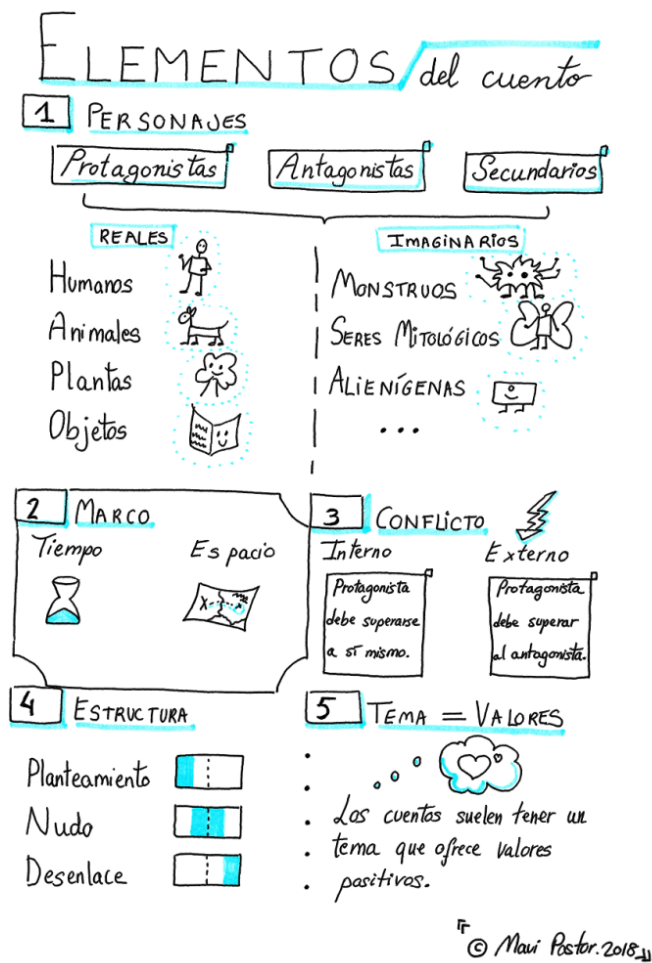 ELEMENTOS del cuento
1 PERSONAJES
Protagonistas Antagonistas Secundarios
REALES
Humanos
Animales
Plantas
Objetos
IMAGINARIOS
MONSTRUOS
SERES MITOLÓGICOS
ALIENÍGENAS
...
2 MARCO
Tiempo Espacio
3 CONFLICTO
Interno
Protagonista
debe superarse
a sí mismo.
Externo
Protagonista
debe superar
al antagonista.
4 ESTRUCTURA
Planteamiento
Nudo
Desenlace
5 TEMA = VALORES
Los cuentos suelen tener un
tema que ofrece valores
positivos.
© Mavi Pastor. 2018